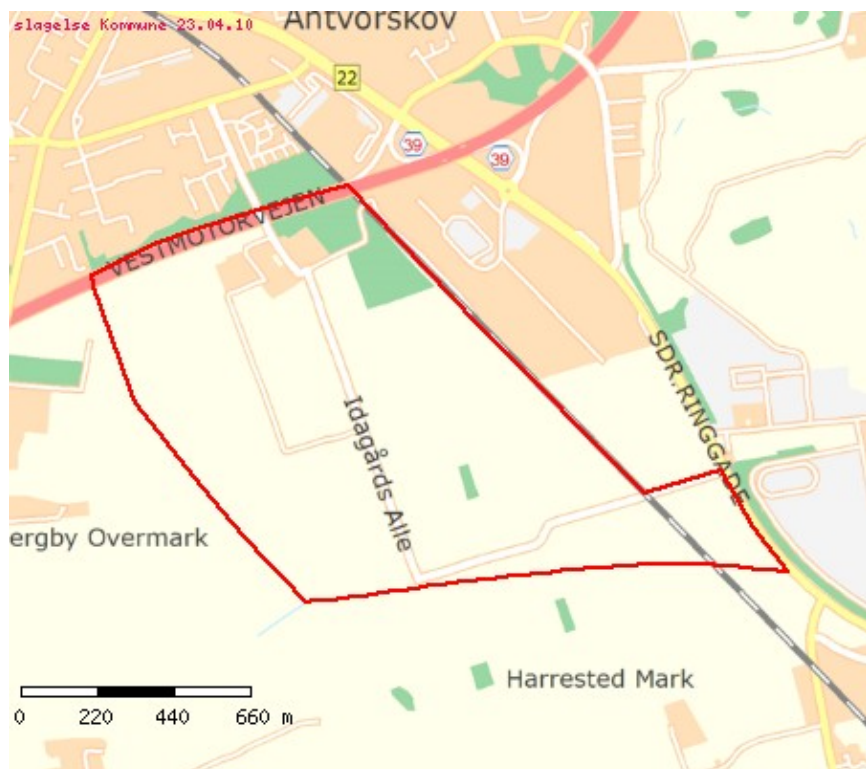 slagelse Kommune 23.04.10
Antvorskov
22
39
39
VESTMOTORVEJEN
SDR.RINGGADE
Idagårds Alle
ergby Overmark
Harrested Mark
0 220 440 660 m